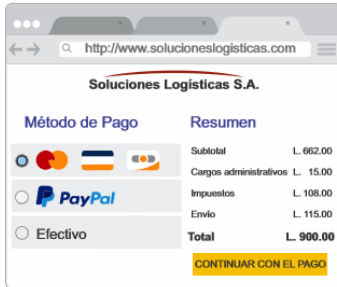 http://www.solucioneslogisticas.com
Soluciones Logísticas S.A.
Método de Pago
PayPal
Efectivo
Resumen
Subtotal L. 662.00
Cargos administrativos L. 15.00
Impuestos L. 108.00
Envío L. 115.00
Total L. 900.00
CONTINUAR CON EL PAGO